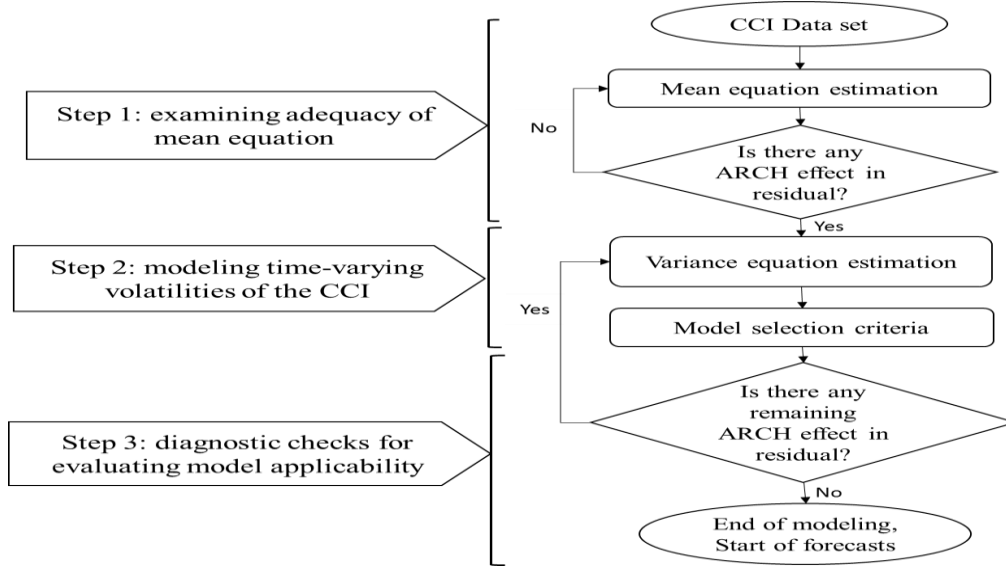 CCI Data set
Mean equation estimation
Step 1: examining adequacy of
mean equation
No
Is there any
ARCH effect in
residual?
Yes
Step 2: modeling time-varying
volatilities of the CCI
Variance equation estimation
Yes
Model selection criteria
Step 3: diagnostic checks for
evaluating model applicability
Is there any
remaining
ARCH effect in
residual?
No
End of modeling,
Start of forecasts